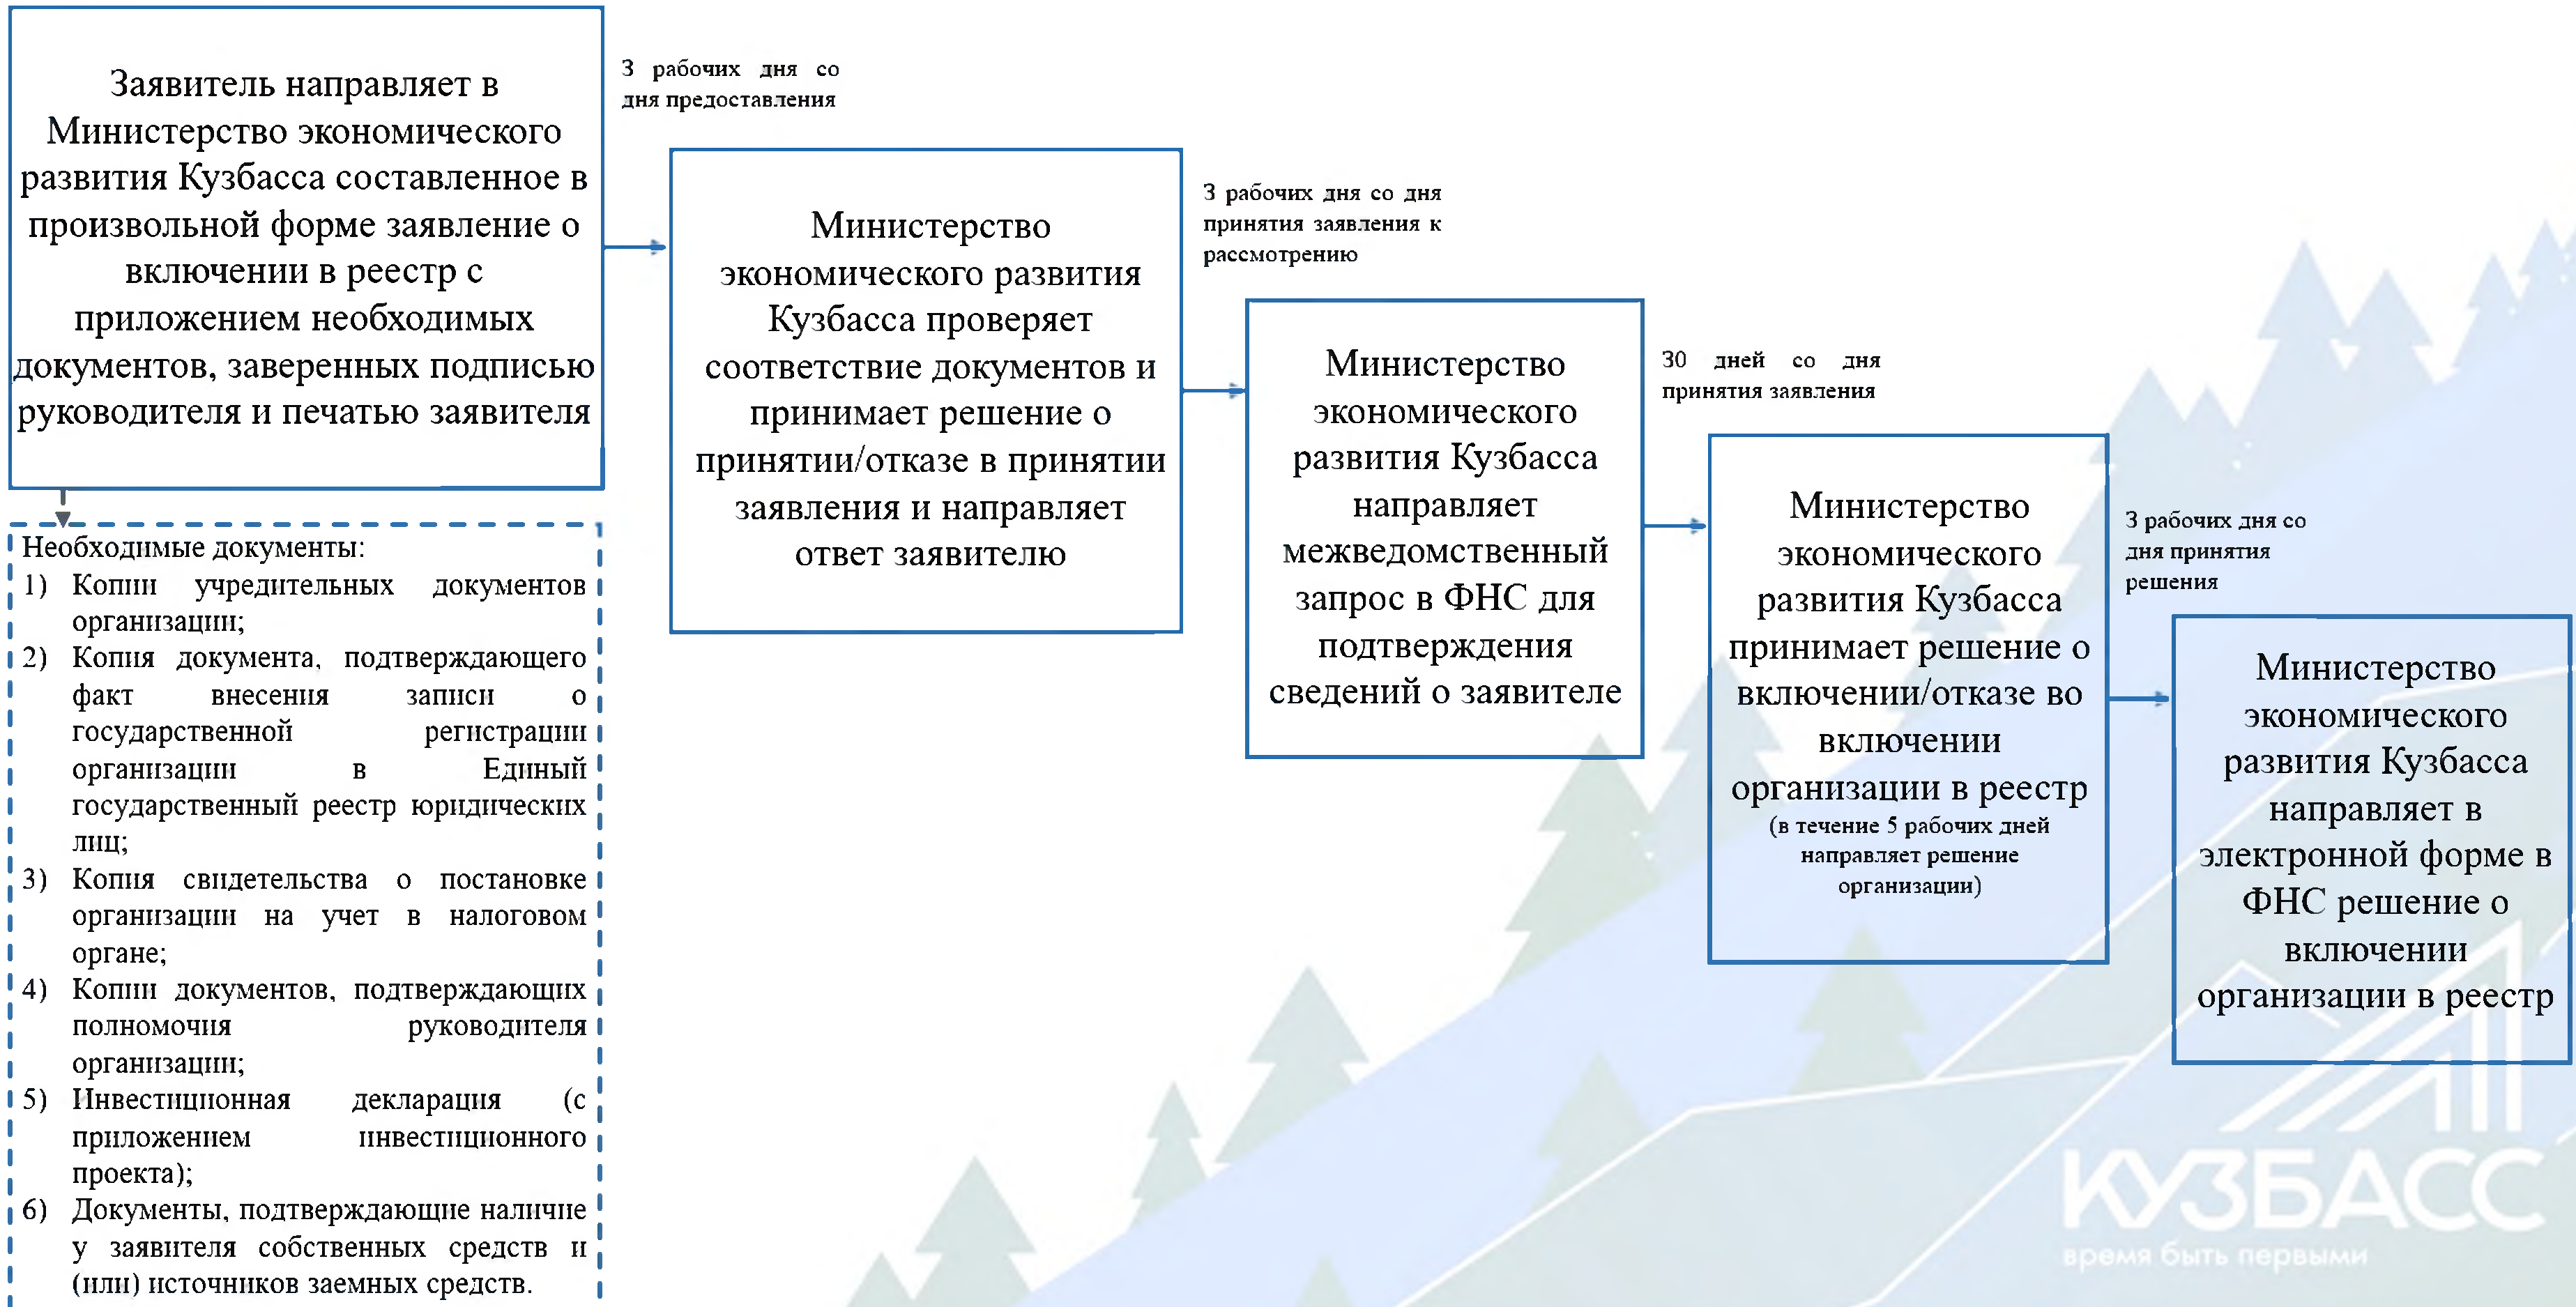 Заявитель направляет в
Министерство экономического
развития Кузбасса составленное в
произвольной форме заявление о
включении в реестр с
приложением необходимых
документов, заверенных подписью
руководителя и печатью заявителя
3 рабочих дня со
дня предоставления
Министерство
экономического развития
Кузбасса проверяет
соответствие документов и
принимает решение о
принятии/отказе в принятии
заявления и направляет
ответ заявителю
3 рабочих дня со дня
принятия заявления к
рассмотрению
Министерство
экономического
развития Кузбасса
направляет
межведомственный
запрос в ФНС для
подтверждения
сведений о заявителе
30 дней со дня
принятия заявления
Министерство
экономического
развития Кузбасса
принимает решение о
включении/отказе во
включении
организации в реестр
(в течение 5 рабочих дней
направляет решение
организации)
3 рабочих дня со
дня принятия
решения
Министерство
экономического
развития Кузбасса
направляет в
электронной форме в
ФНС решение о
включении
организации в реестр
Необходимые документы:
1) Копии учредительных документов
организации;
2) Копия документа, подтверждающего
факт внесения записи о
государственной регистрации
организации в Единый
государственный реестр юридических
лиц;
3) Копия свидетельства о постановке
организации на учет в налоговом
органе;
4) Копии документов, подтверждающих
полномочия руководителя
организации;
5) Инвестиционная декларация (с
приложением инвестиционного
проекта);
6) Документы, подтверждающие наличие
у заявителя собственных средств и
(или) источников заемных средств.
КУЗБАСС
время быть первыми